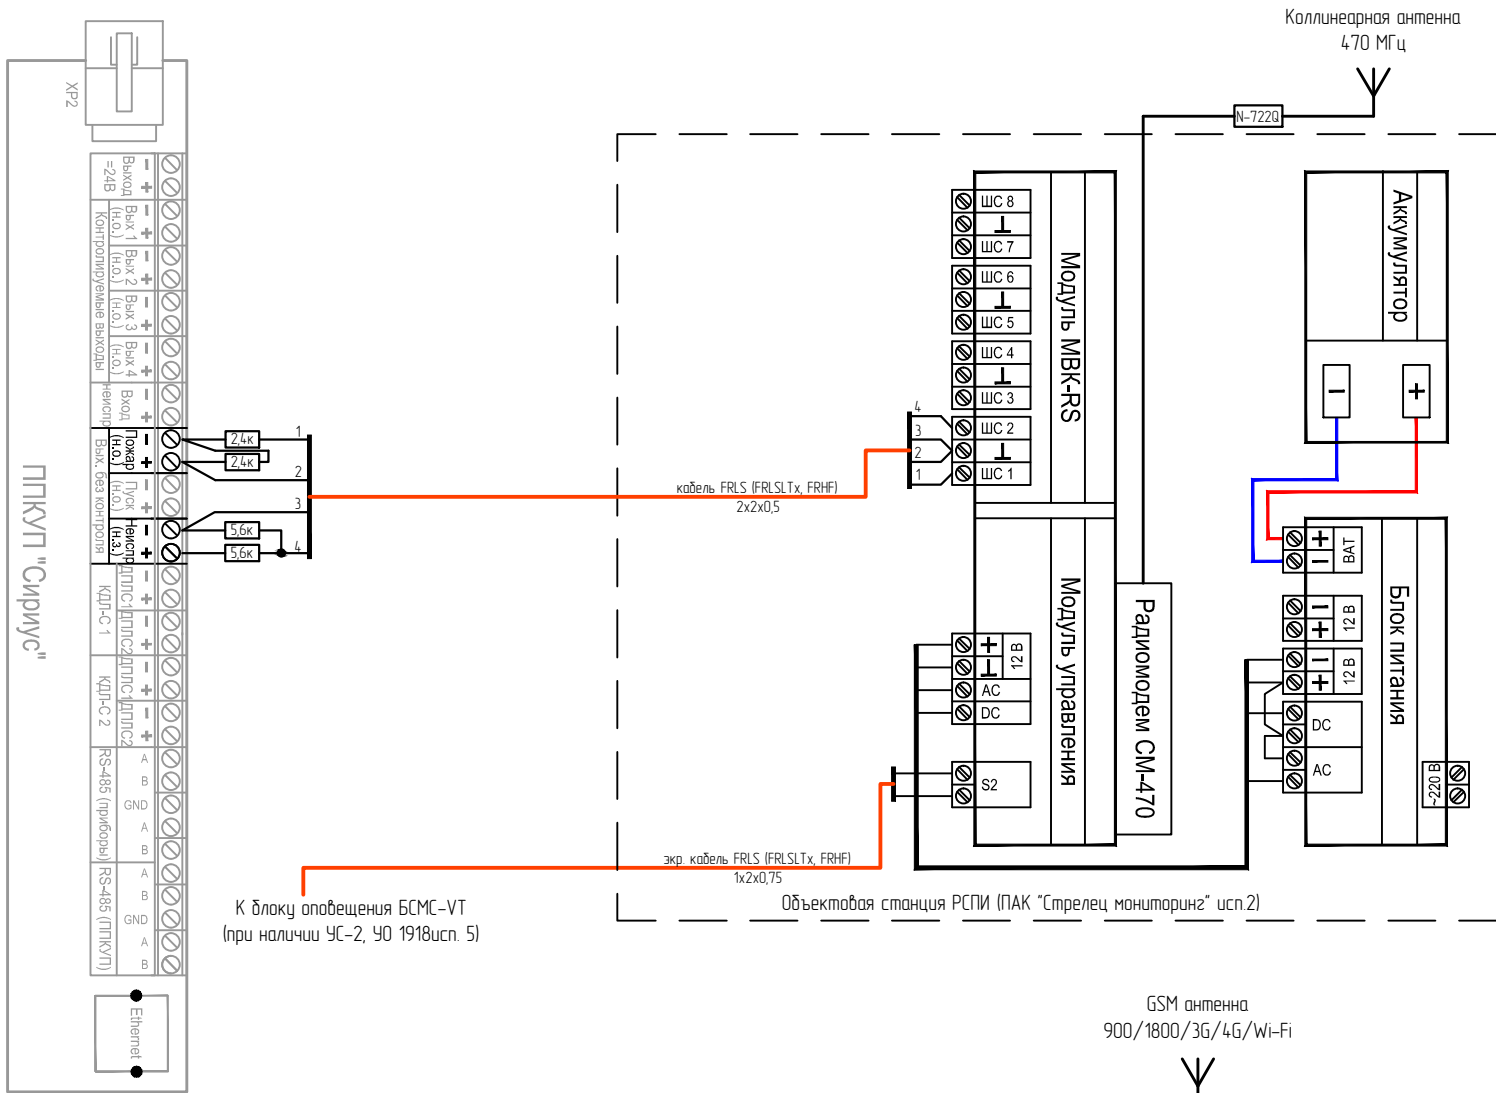 Коллинеарная антенна
470 МГц
N-722Q
XP2
ППКУП "Сириус"
Выход
=24В
- +
Контролируемые выходы
Вых 1
(н.о.)
- +
Вых 2
(н.о.)
- +
Вых 3
(н.о.)
- +
Вых 4
(н.о.)
- +
Вход
неиспр
- +
Вых. без контроля
Пожар
(н.о.)
- +
Пуск
(н.о.)
- +
Неиспр
(н.з.)
- +
КДЛ-С 1
ДПЛС1
- +
ДПЛС2
- +
КДЛ-С 2
ДПЛС1
- +
ДПЛС2
- +
RS-485 (приборы)
A
B
GND
A
B
RS-485 (ППКУП)
A
B
GND
A
B
Ethernet
2,4к
2,4к
5,6к
5,6к
1
2
3
4
кабель FRLS (FRLSLTx, FRHF)
2x2x0,5
4
3
2
1
ШС 8
⊥
ШС 7
ШС 6
⊥
ШС 5
ШС 4
⊥
ШС 3
ШС 2
⊥
ШС 1
Модуль МВК-RS
Модуль управления
+
⊥
12 В
AC
DC
S2
Радиомодем СМ-470
Аккумулятор
- +
Блок питания
+
-
BAT
-
+
12 В
-
+
12 В
DC
AC
~220 В
экр. кабель FRLS (FRLSLTx, FRHF)
1x2x0,75
К блоку оповещения БСМС-VT
(при наличии УС-2, УО 1918исп. 5)
Объектовая станция РСПИ (ПАК "Стрелец мониторинг" исп.2)
GSM антенна
900/1800/3G/4G/Wi-Fi